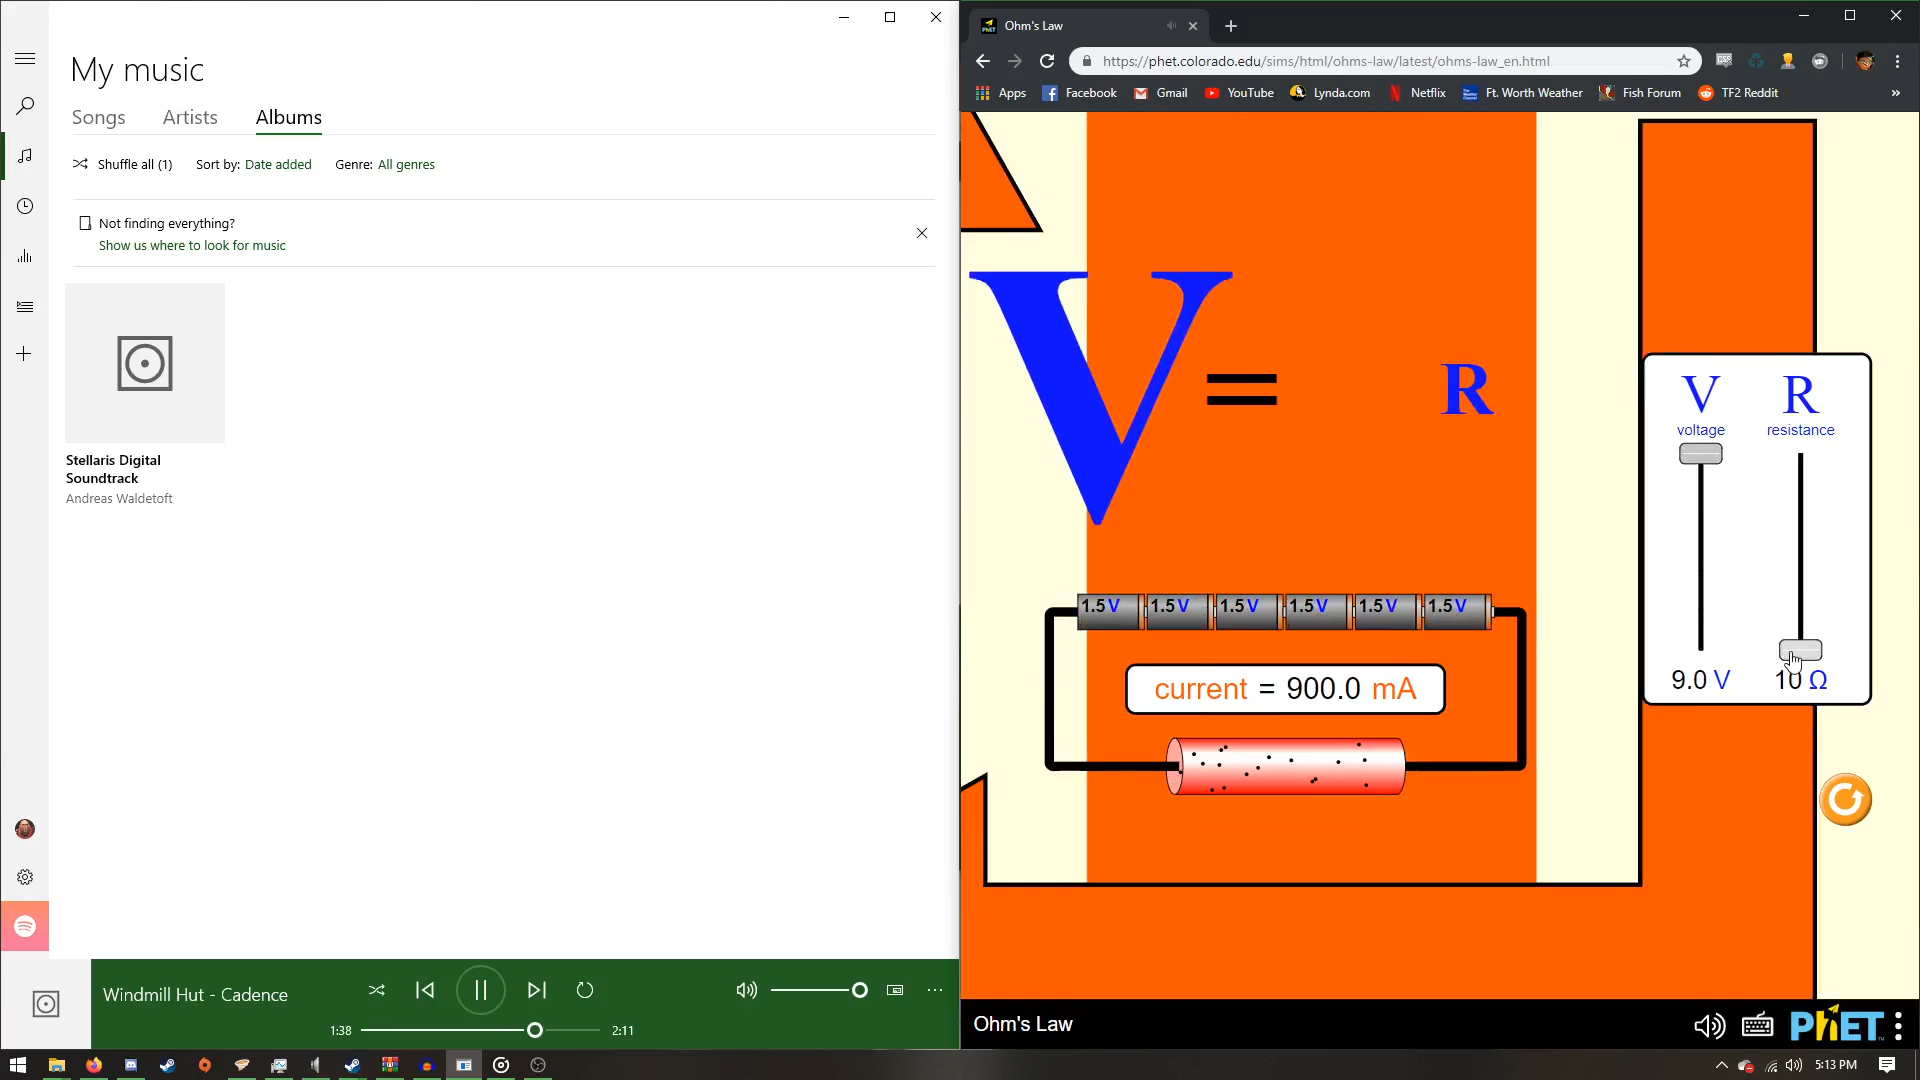 My music
Songs Artists Albums
Shuffle all (1) Sort by: Date added Genre: All genres
Not finding everything?
Show us where to look for music
Stellaris Digital
Soundtrack
Andreas Waldetoft
Windmill Hut - Cadence
1:38 2:11
Ohm's Law
https://phet.colorado.edu/sims/html/ohms-law/latest/ohms-law_en.html
Apps Facebook Gmail YouTube Lynda.com Netflix Ft. Worth Weather Fish Forum TF2 Reddit »
V = R
V R
voltage resistance
9.0 V 10 Ω
1.5 V 1.5 V 1.5 V 1.5 V 1.5 V 1.5 V
current = 900.0 mA
Ohm's Law
PhET
5:13 PM